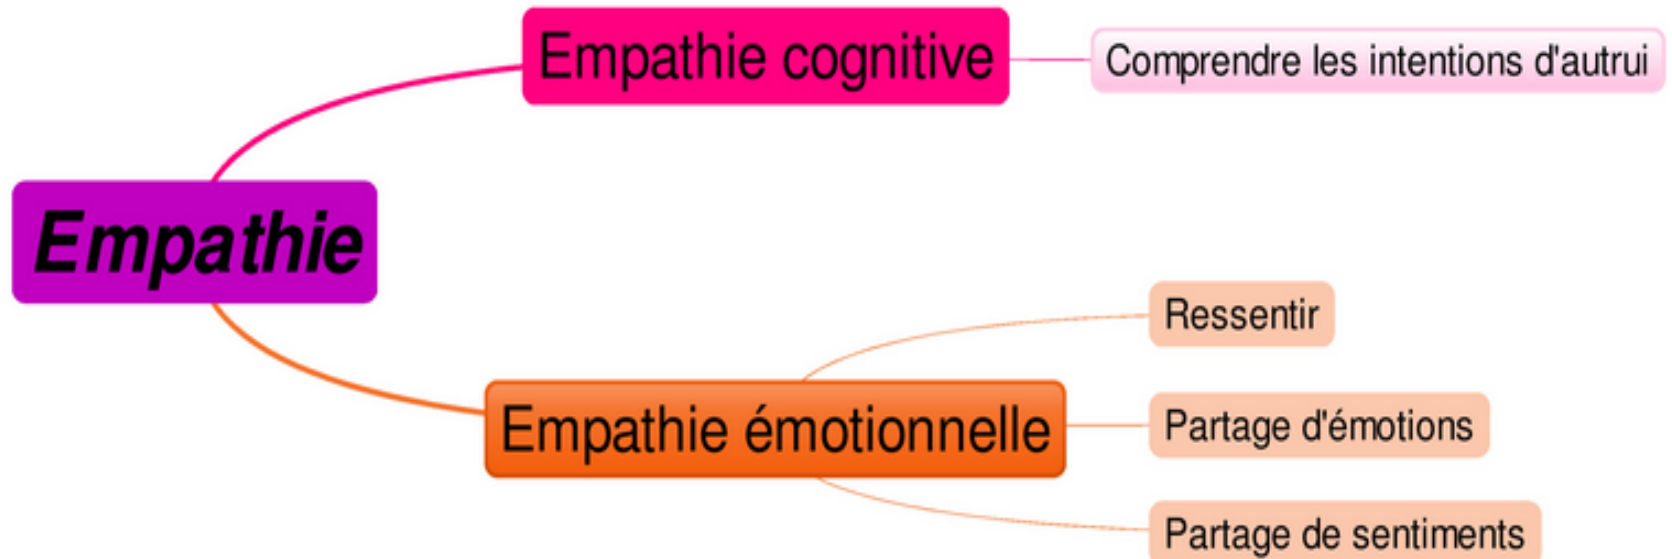 Empathie cognitive
Comprendre les intentions d'autrui
Empathie
Ressentir
Empathie émotionnelle
Partage d'émotions
Partage de sentiments